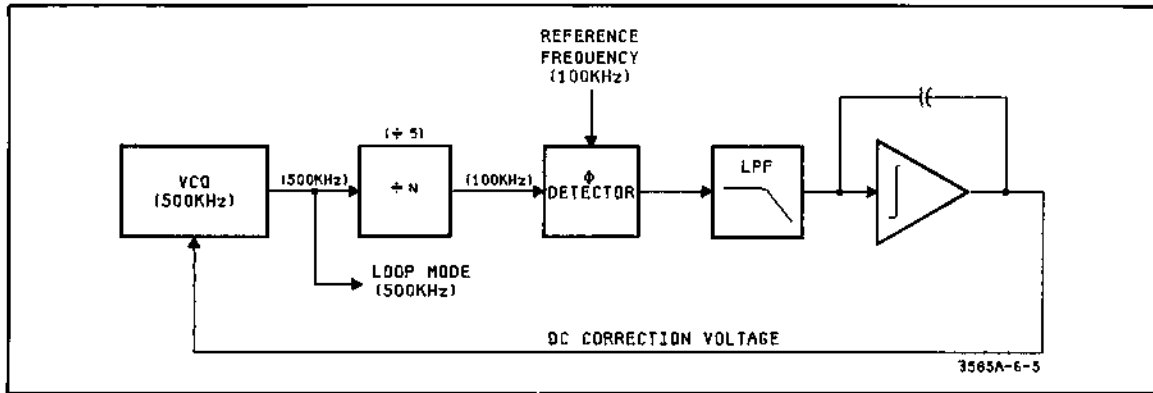 REFERENCE
FREQUENCY
(100KHz)
(÷ 5)
VCO
(500KHz)
(500KHz)
÷ N
(100KHz)
Φ
DETECTOR
LPF
LOOP MODE
(500KHz)
DC CORRECTION VOLTAGE
3585A-6-5